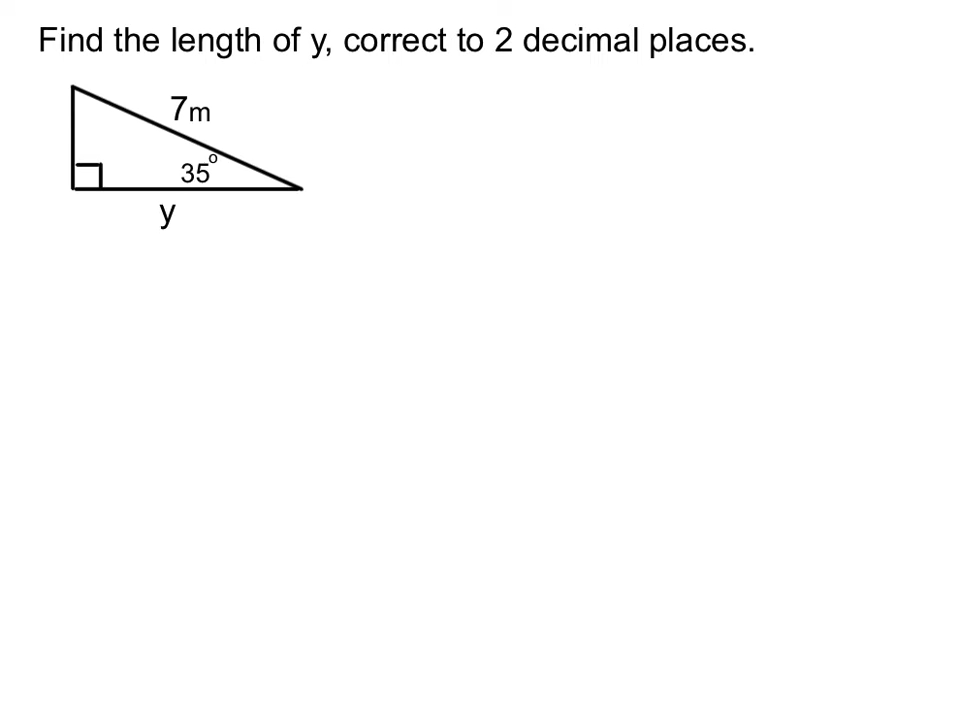 Find the length of y, correct to 2 decimal places.
7m
35°
y